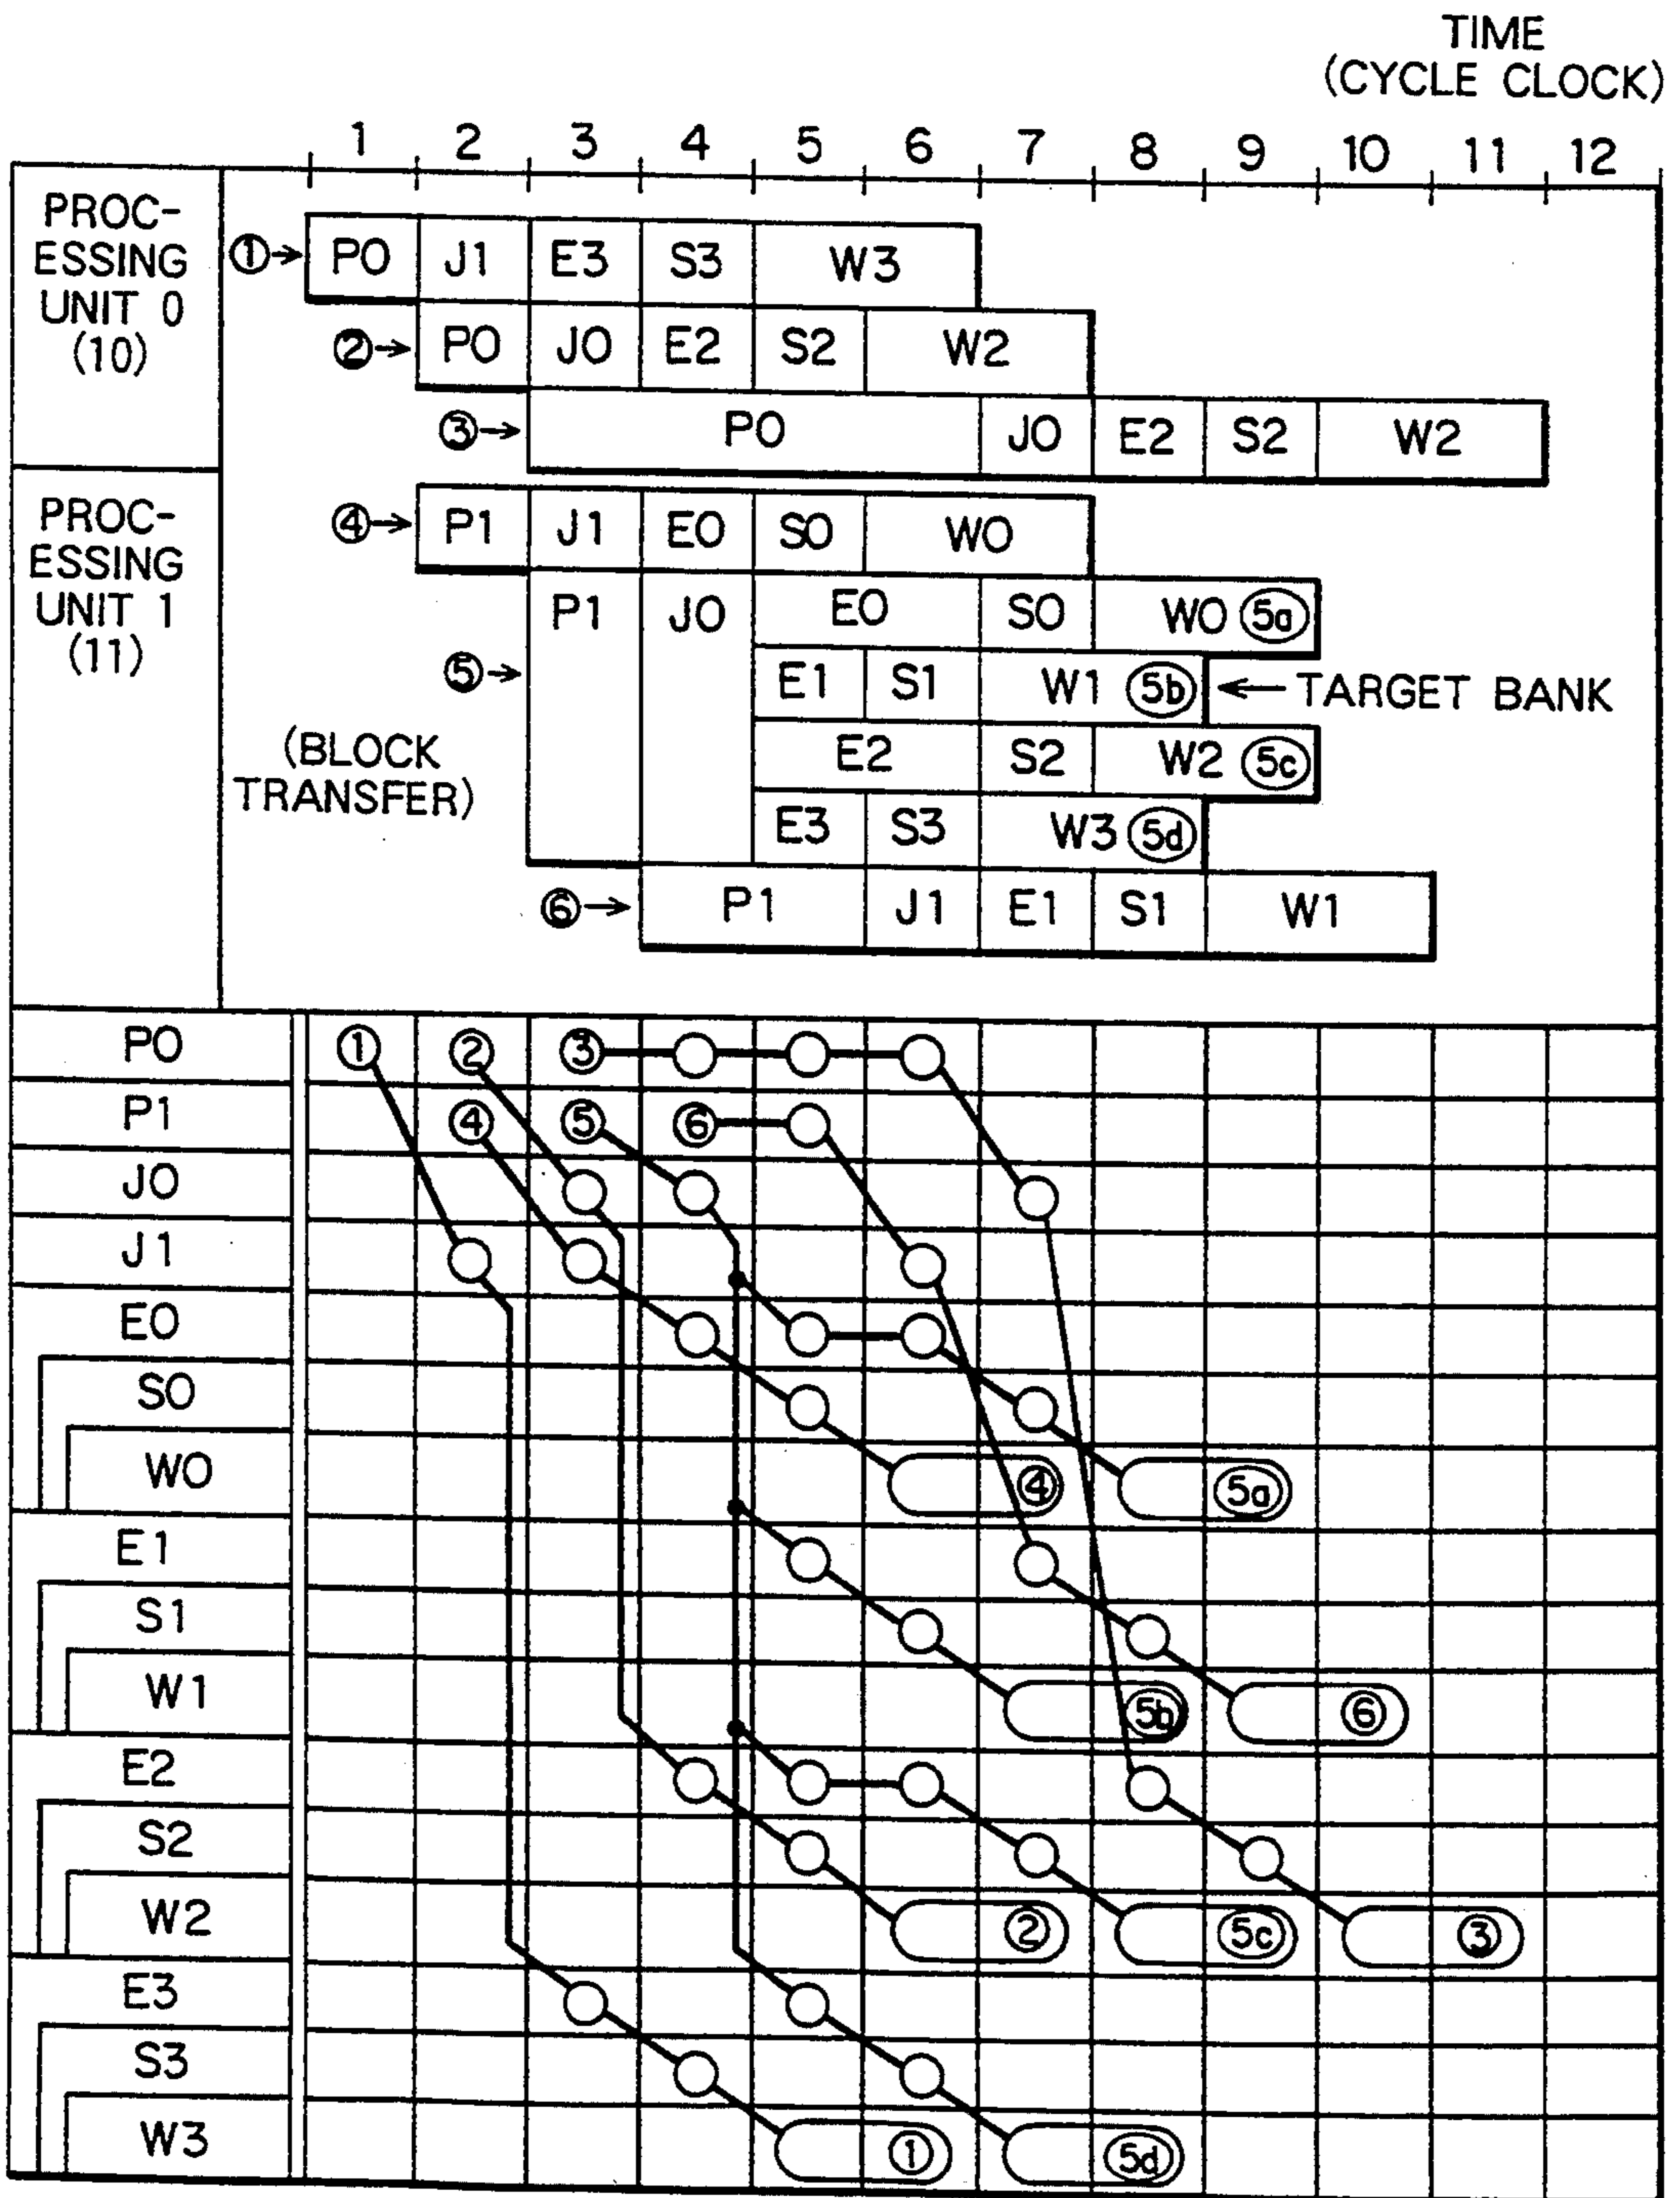 TIME
(CYCLE CLOCK)
1 2 3 4 5 6 7 8 9 10 11 12
PROC-
ESSING
UNIT 0
(10)
①→ P0 J1 E3 S3 W3
②→ P0 J0 E2 S2 W2
③→ P0 J0 E2 S2 W2
PROC-
ESSING
UNIT 1
(11)
④→ P1 J1 E0 S0 W0
⑤→ P1 J0 E0 S0 W0 5a
E1 S1 W1 5b ← TARGET BANK
E2 S2 W2 5c
E3 S3 W3 5d
(BLOCK
TRANSFER)
⑥→ P1 J1 E1 S1 W1
P0 ① ② ③
P1 ④ ⑤ ⑥
J0
J1
E0
S0
W0 ④ 5a
E1
S1
W1 5b ⑥
E2
S2
W2 ② 5c ③
E3
S3
W3 ① 5d